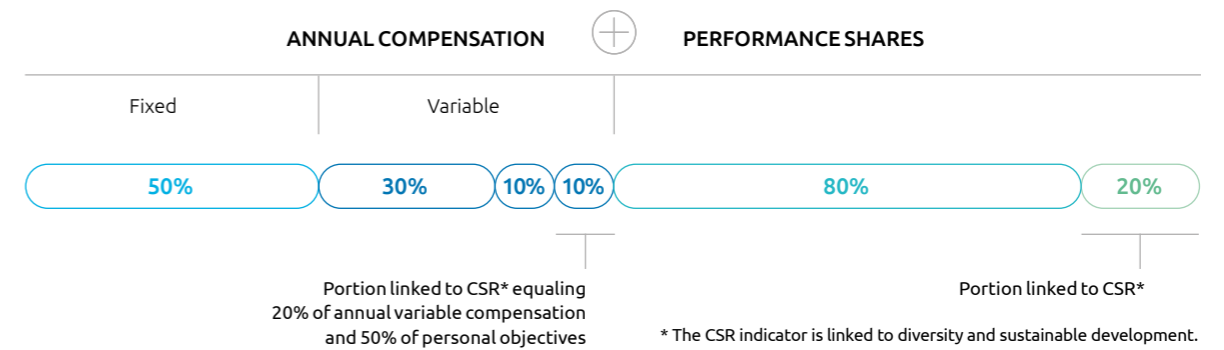 ANNUAL COMPENSATION
PERFORMANCE SHARES
Fixed
Variable
50%
30%
10%
10%
80%
20%
Portion linked to CSR* equaling
20% of annual variable compensation
and 50% of personal objectives
Portion linked to CSR*
* The CSR indicator is linked to diversity and sustainable development.